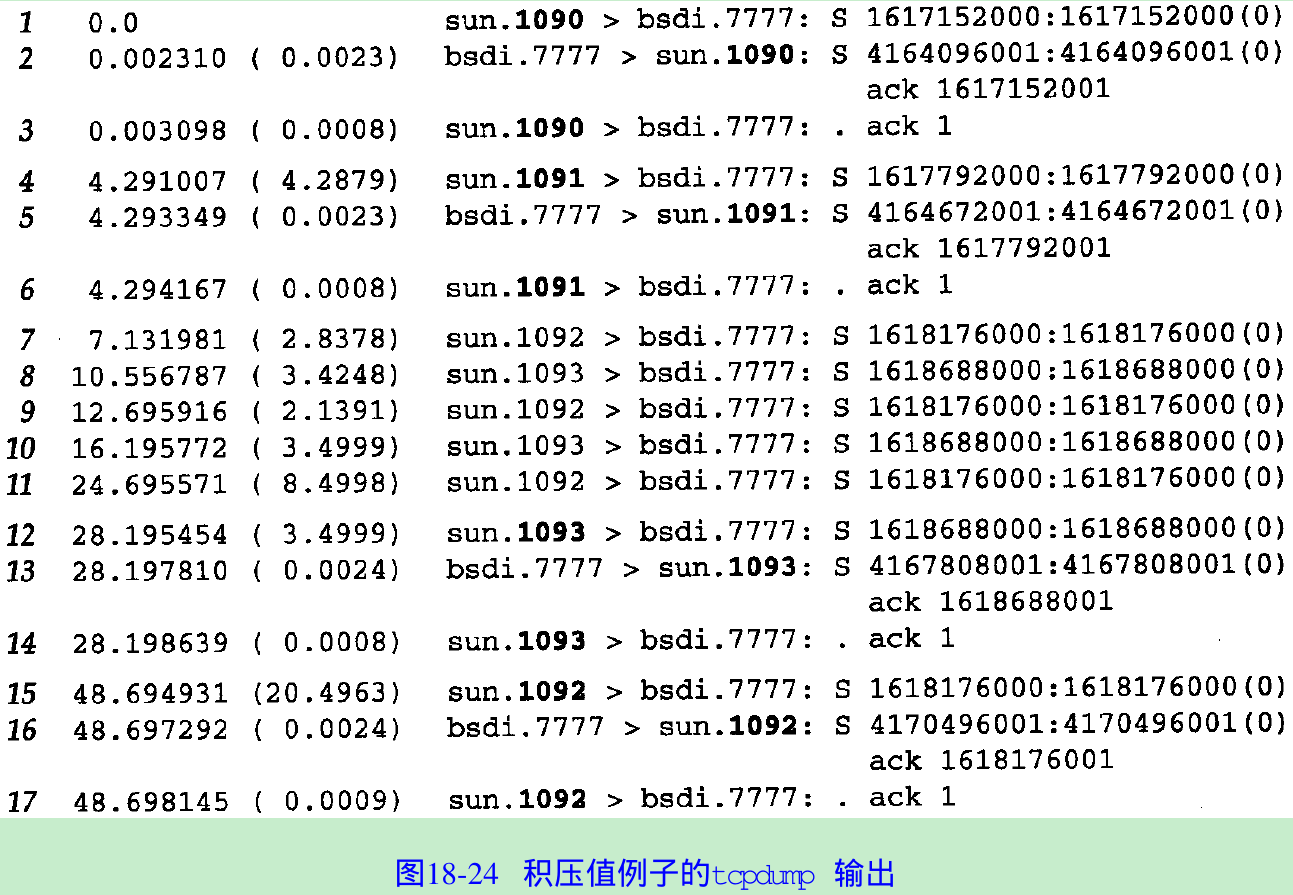 1 0.0 sun.1090 > bsdi.7777: S 1617152000:1617152000(0)
2 0.002310 ( 0.0023) bsdi.7777 > sun.1090: S 4164096001:4164096001(0)
ack 1617152001
3 0.003098 ( 0.0008) sun.1090 > bsdi.7777: . ack 1
4 4.291007 ( 4.2879) sun.1091 > bsdi.7777: S 1617792000:1617792000(0)
5 4.293349 ( 0.0023) bsdi.7777 > sun.1091: S 4164672001:4164672001(0)
ack 1617792001
6 4.294167 ( 0.0008) sun.1091 > bsdi.7777: . ack 1
7 7.131981 ( 2.8378) sun.1092 > bsdi.7777: S 1618176000:1618176000(0)
8 10.556787 ( 3.4248) sun.1093 > bsdi.7777: S 1618688000:1618688000(0)
9 12.695916 ( 2.1391) sun.1092 > bsdi.7777: S 1618176000:1618176000(0)
10 16.195772 ( 3.4999) sun.1093 > bsdi.7777: S 1618688000:1618688000(0)
11 24.695571 ( 8.4998) sun.1092 > bsdi.7777: S 1618176000:1618176000(0)
12 28.195454 ( 3.4999) sun.1093 > bsdi.7777: S 1618688000:1618688000(0)
13 28.197810 ( 0.0024) bsdi.7777 > sun.1093: S 4167808001:4167808001(0)
ack 1618688001
14 28.198639 ( 0.0008) sun.1093 > bsdi.7777: . ack 1
15 48.694931 (20.4963) sun.1092 > bsdi.7777: S 1618176000:1618176000(0)
16 48.697292 ( 0.0024) bsdi.7777 > sun.1092: S 4170496001:4170496001(0)
ack 1618176001
17 48.698145 ( 0.0009) sun.1092 > bsdi.7777: . ack 1
图18-24 积压值例子的tcpdump 输出